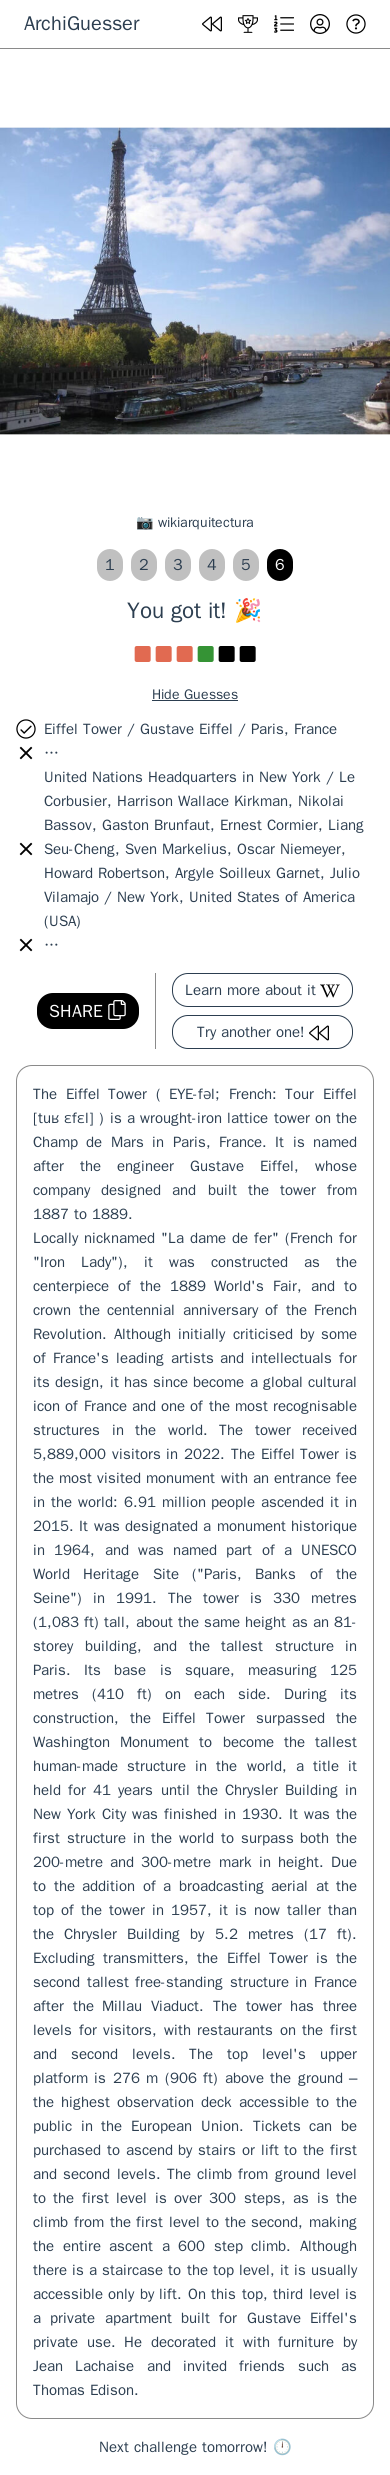 ArchiGuesser
📷 wikiarquitectura
1 2 3 4 5 6
You got it! 🎉
Hide Guesses
Eiffel Tower / Gustave Eiffel / Paris, France
...
United Nations Headquarters in New York / Le
Corbusier, Harrison Wallace Kirkman, Nikolai
Bassov, Gaston Brunfaut, Ernest Cormier, Liang
Seu-Cheng, Sven Markelius, Oscar Niemeyer,
Howard Robertson, Argyle Soilleux Garnet, Julio
Vilamajo / New York, United States of America
(USA)
...
SHARE
Learn more about it W
Try another one!
The Eiffel Tower ( EYE-fəl; French: Tour Eiffel
[tuʁ ɛfɛl] ) is a wrought-iron lattice tower on the
Champ de Mars in Paris, France. It is named
after the engineer Gustave Eiffel, whose
company designed and built the tower from
1887 to 1889.
Locally nicknamed "La dame de fer" (French for
"Iron Lady"), it was constructed as the
centerpiece of the 1889 World's Fair, and to
crown the centennial anniversary of the French
Revolution. Although initially criticised by some
of France's leading artists and intellectuals for
its design, it has since become a global cultural
icon of France and one of the most recognisable
structures in the world. The tower received
5,889,000 visitors in 2022. The Eiffel Tower is
the most visited monument with an entrance fee
in the world: 6.91 million people ascended it in
2015. It was designated a monument historique
in 1964, and was named part of a UNESCO
World Heritage Site ("Paris, Banks of the
Seine") in 1991. The tower is 330 metres
(1,083 ft) tall, about the same height as an 81-
storey building, and the tallest structure in
Paris. Its base is square, measuring 125
metres (410 ft) on each side. During its
construction, the Eiffel Tower surpassed the
Washington Monument to become the tallest
human-made structure in the world, a title it
held for 41 years until the Chrysler Building in
New York City was finished in 1930. It was the
first structure in the world to surpass both the
200-metre and 300-metre mark in height. Due
to the addition of a broadcasting aerial at the
top of the tower in 1957, it is now taller than
the Chrysler Building by 5.2 metres (17 ft).
Excluding transmitters, the Eiffel Tower is the
second tallest free-standing structure in France
after the Millau Viaduct. The tower has three
levels for visitors, with restaurants on the first
and second levels. The top level's upper
platform is 276 m (906 ft) above the ground –
the highest observation deck accessible to the
public in the European Union. Tickets can be
purchased to ascend by stairs or lift to the first
and second levels. The climb from ground level
to the first level is over 300 steps, as is the
climb from the first level to the second, making
the entire ascent a 600 step climb. Although
there is a staircase to the top level, it is usually
accessible only by lift. On this top, third level is
a private apartment built for Gustave Eiffel's
private use. He decorated it with furniture by
Jean Lachaise and invited friends such as
Thomas Edison.
Next challenge tomorrow! 🕛